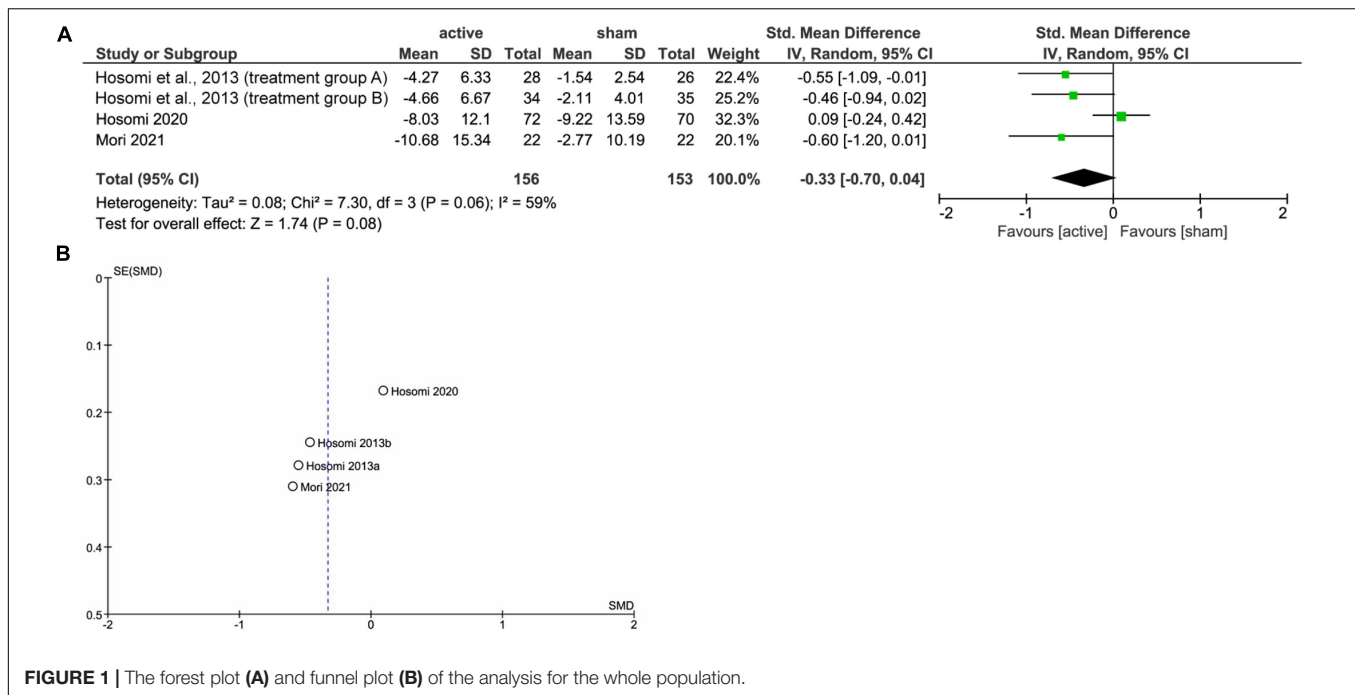 A
active sham Std. Mean Difference Std. Mean Difference
Study or Subgroup Mean SD Total Mean SD Total Weight IV, Random, 95% CI IV, Random, 95% CI
Hosomi et al., 2013 (treatment group A) -4.27 6.33 28 -1.54 2.54 26 22.4% -0.55 [-1.09, -0.01]
Hosomi et al., 2013 (treatment group B) -4.66 6.67 34 -2.11 4.01 35 25.2% -0.46 [-0.94, 0.02]
Hosomi 2020 -8.03 12.1 72 -9.22 13.59 70 32.3% 0.09 [-0.24, 0.42]
Mori 2021 -10.68 15.34 22 -2.77 10.19 22 20.1% -0.60 [-1.20, 0.01]
Total (95% CI) 156 153 100.0% -0.33 [-0.70, 0.04]
Heterogeneity: Tau² = 0.08; Chi² = 7.30, df = 3 (P = 0.06); I² = 59%
Test for overall effect: Z = 1.74 (P = 0.08)
-2 -1 0 1 2
Favours [active] Favours [sham]
B
SE(SMD)
0
0.1
Hosomi 2020
0.2
Hosomi 2013b
Hosomi 2013a
0.3
Mori 2021
0.4
SMD
0.5
-2 -1 0 1 2
FIGURE 1 | The forest plot (A) and funnel plot (B) of the analysis for the whole population.